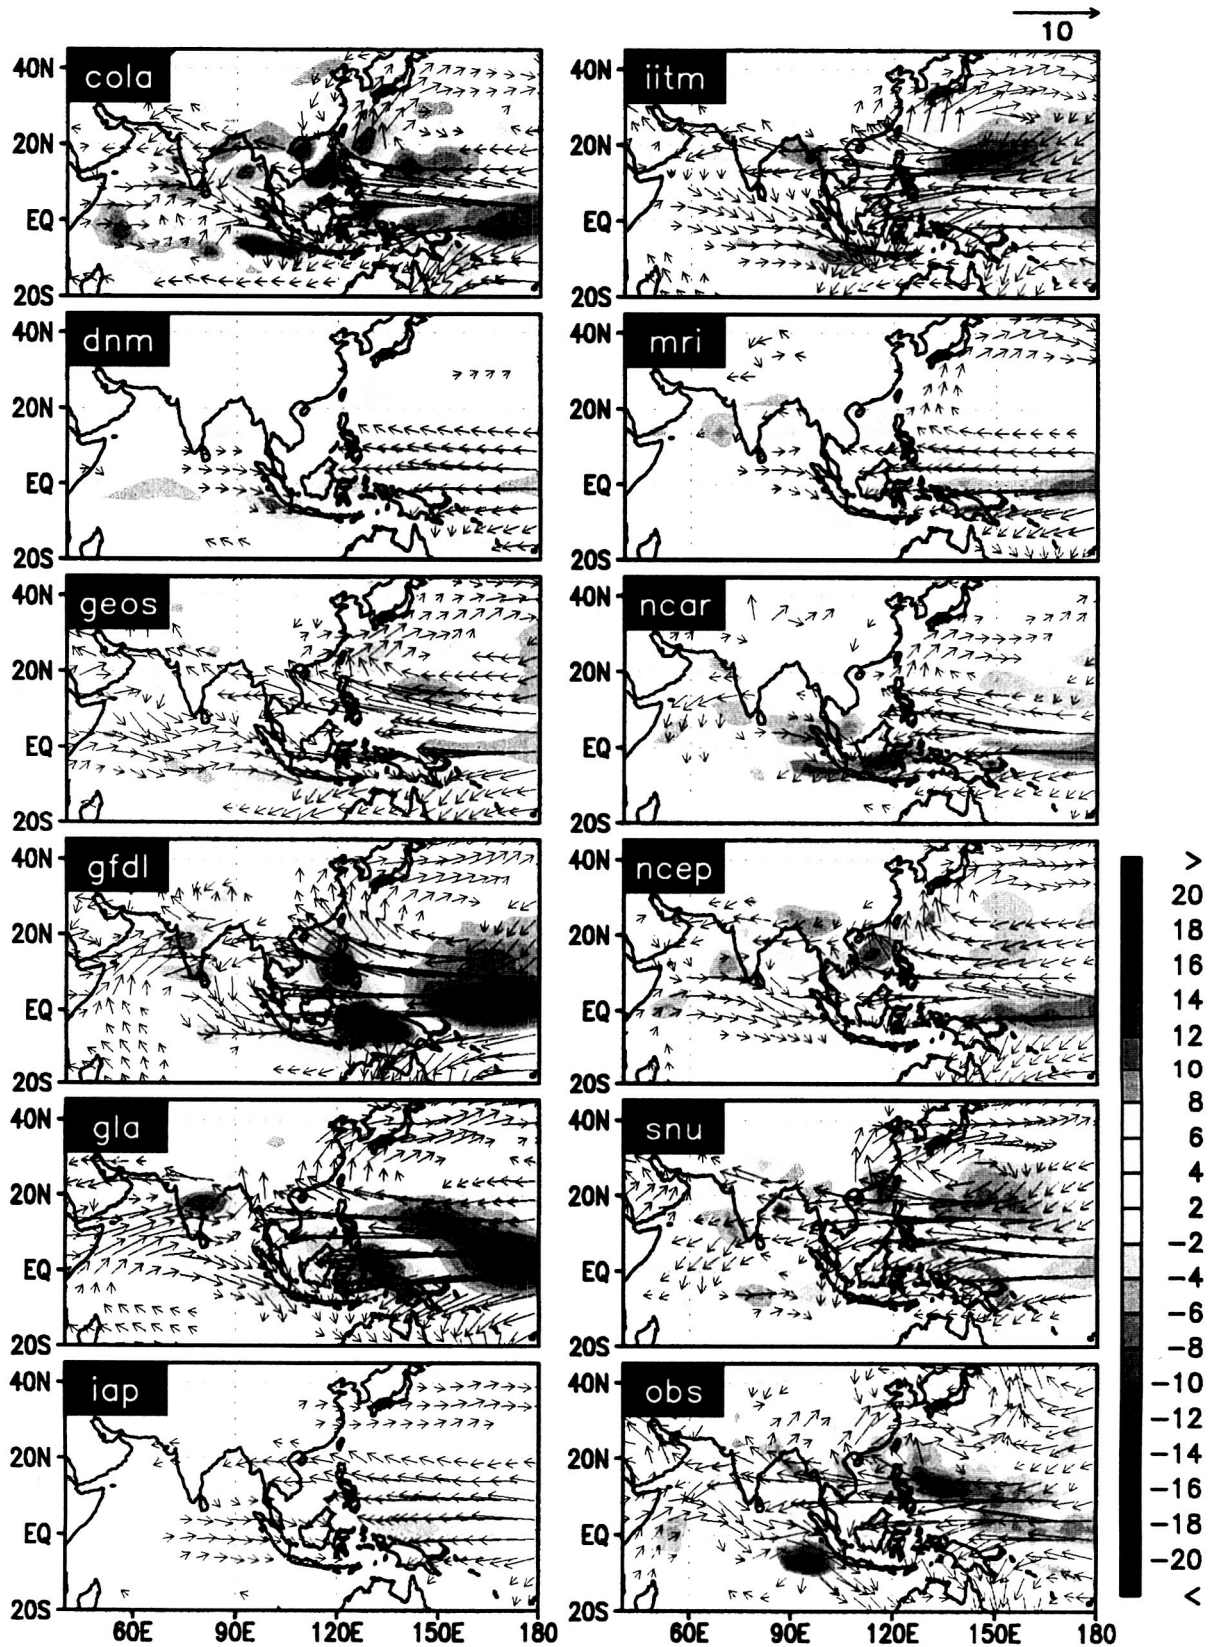 10
cola
iitm
40N
20N
EQ
20S
40N
20N
EQ
20S
dnm
mri
40N
20N
EQ
20S
40N
20N
EQ
20S
geos
ncar
40N
20N
EQ
20S
40N
20N
EQ
20S
gfdl
ncep
40N
20N
EQ
20S
40N
20N
EQ
20S
gla
snu
40N
20N
EQ
20S
40N
20N
EQ
20S
iap
obs
40N
20N
EQ
20S
40N
20N
EQ
20S
60E 90E 120E 150E 180
60E 90E 120E 150E 180
>
20
18
16
14
12
10
8
6
4
2
-2
-4
-6
-8
-10
-12
-14
-16
-18
-20
<